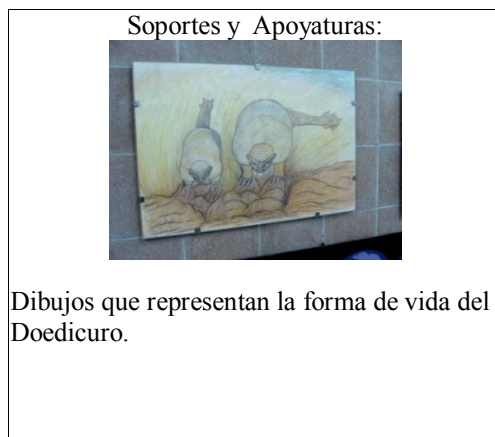 Soportes y Apoyaturas:
Dibujos que representan la forma de vida del
Doedicuro.